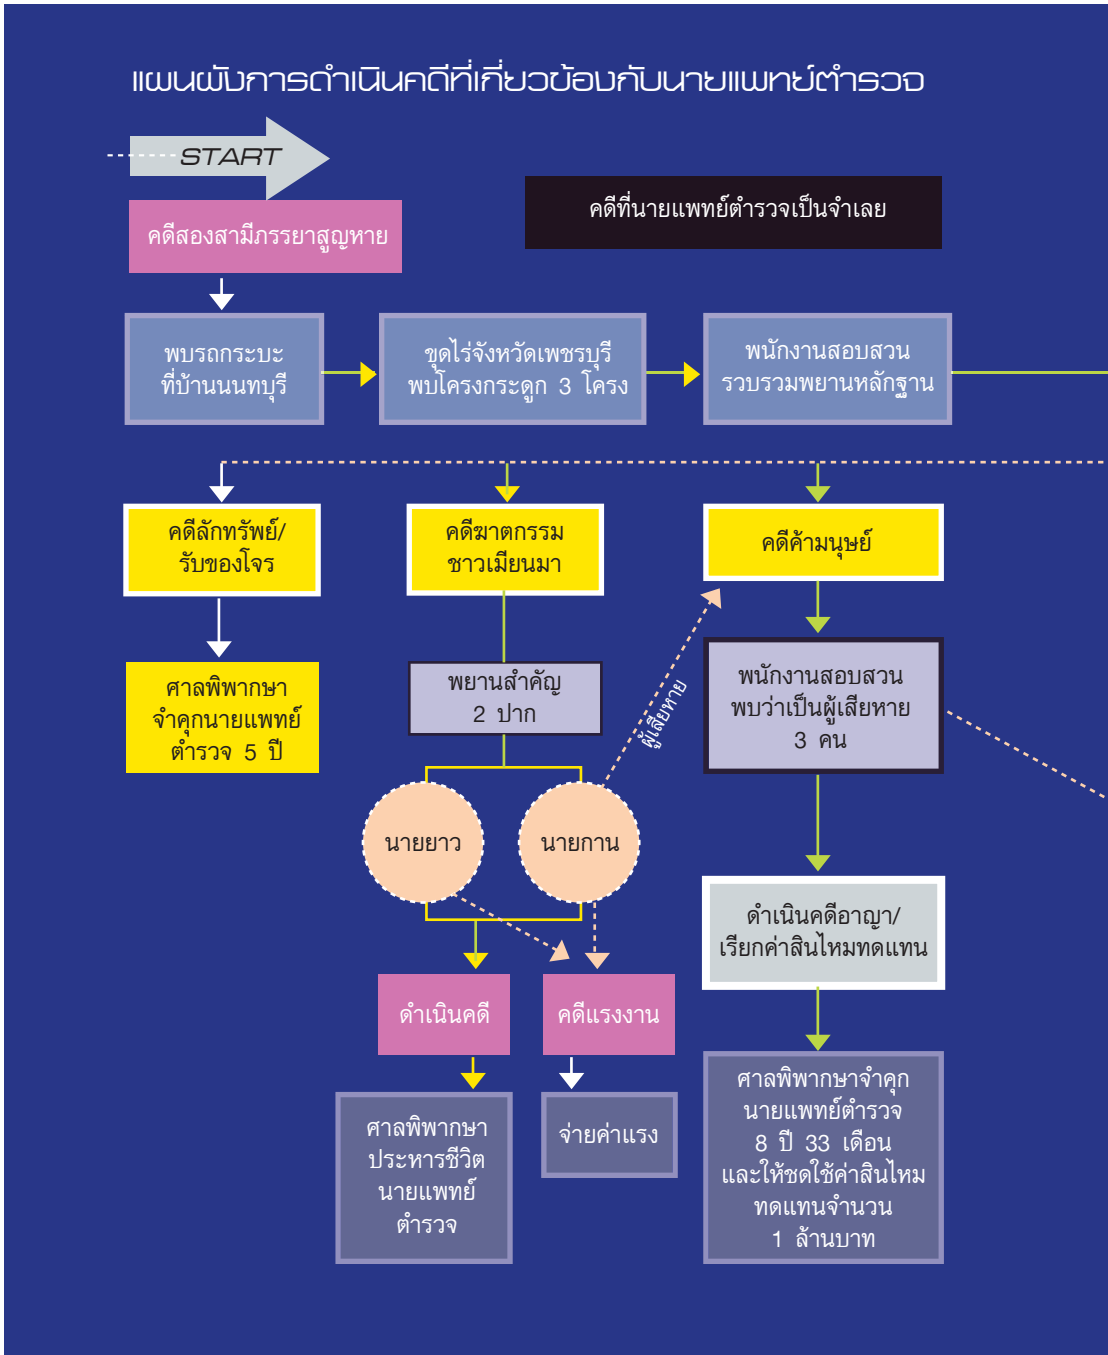 แผนผังการดำเนินคดีที่เกี่ยวข้องกับนายแพทย์ตำรวจ
START
คดีสองสามีภรรยาสูญหาย
คดีที่นายแพทย์ตำรวจเป็นจำเลย
พบรถกระบะ
ที่บ้านนนทบุรี
ขุดไร่จังหวัดเพชรบุรี
พบโครงกระดูก 3 โครง
พนักงานสอบสวน
รวบรวมพยานหลักฐาน
คดีลักทรัพย์/
รับของโจร
คดีฆาตกรรม
ชาวเมียนมา
คดีค้ามนุษย์
ศาลพิพากษา
จำคุกนายแพทย์
ตำรวจ 5 ปี
พยานสำคัญ
2 ปาก
ผู้เสียหาย
พนักงานสอบสวน
พบว่าเป็นผู้เสียหาย
3 คน
นายยาว
นายกาน
ดำเนินคดีอาญา/
เรียกค่าสินไหมทดแทน
ดำเนินคดี
คดีแรงงาน
ศาลพิพากษา
ประหารชีวิต
นายแพทย์
ตำรวจ
จ่ายค่าแรง
ศาลพิพากษาจำคุก
นายแพทย์ตำรวจ
8 ปี 33 เดือน
และให้ชดใช้ค่าสินไหม
ทดแทนจำนวน
1 ล้านบาท